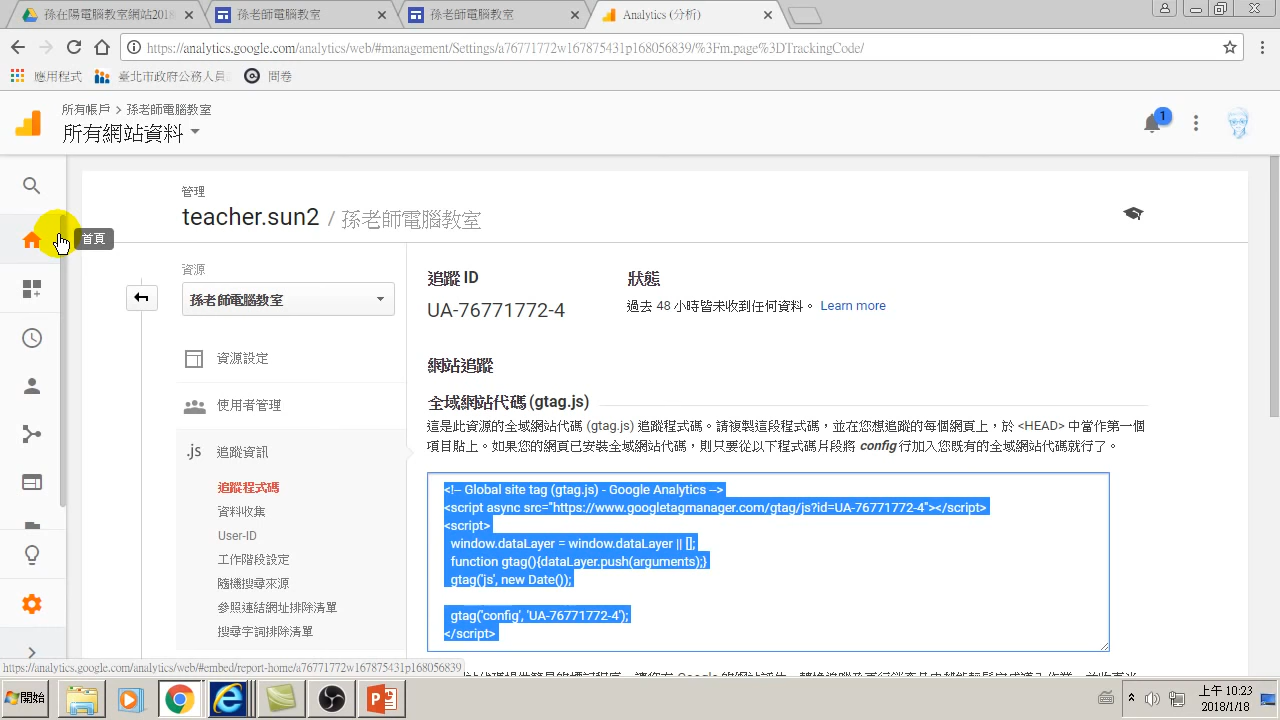 孫在陽電腦教室網站2018
孫老師電腦教室
孫老師電腦教室
Analytics (分析)
https://analytics.google.com/analytics/web/#management/Settings/a76771772w167875431p168056839/%3Fm.page%3DTrackingCode/
應用程式
臺北市政府公務人員
問卷
所有帳戶 > 孫老師電腦教室
所有網站資料
1
管理
teacher.sun2 / 孫老師電腦教室
首頁
資源
孫老師電腦教室
資源設定
使用者管理
.js 追蹤資訊
追蹤程式碼
資料收集
User-ID
工作階段設定
隨機搜尋來源
參照連結網址排除清單
搜尋字詞排除清單
追蹤 ID
UA-76771772-4
狀態
過去 48 小時皆未收到任何資料。 Learn more
網站追蹤
全域網站代碼 (gtag.js)
這是此資源的全域網站代碼 (gtag.js) 追蹤程式碼。請複製這段程式碼，並在您想追蹤的每個網頁上，於 <HEAD> 中當作第一個
項目貼上。如果您的網頁已安裝全域網站代碼，則只要從以下程式碼片段將 config 行加入您既有的全域網站代碼就行了。
<!-- Global site tag (gtag.js) - Google Analytics -->
<script async src="https://www.googletagmanager.com/gtag/js?id=UA-76771772-4"></script>
<script>
window.dataLayer = window.dataLayer || [];
function gtag(){dataLayer.push(arguments);}
gtag('js', new Date());
gtag('config', 'UA-76771772-4');
</script>
https://analytics.google.com/analytics/web/#embed/report-home/a76771772w167875431p168056839
開始
上午 10:23
2018/1/18